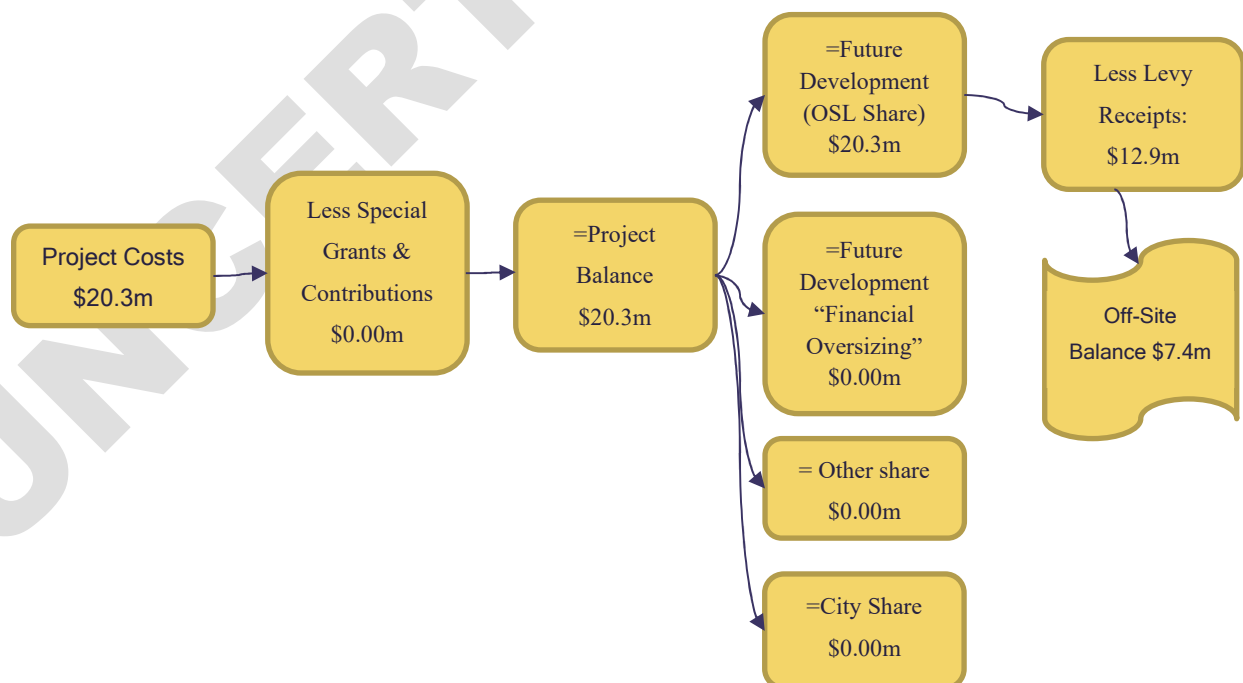 Project Costs
$20.3m
Less Special
Grants &
Contributions
$0.00m
=Project
Balance
$20.3m
=Future
Development
(OSL Share)
$20.3m
=Future
Development
“Financial
Oversizing”
$0.00m
= Other share
$0.00m
=City Share
$0.00m
Less Levy
Receipts:
$12.9m
Off-Site
Balance $7.4m
UNCERT